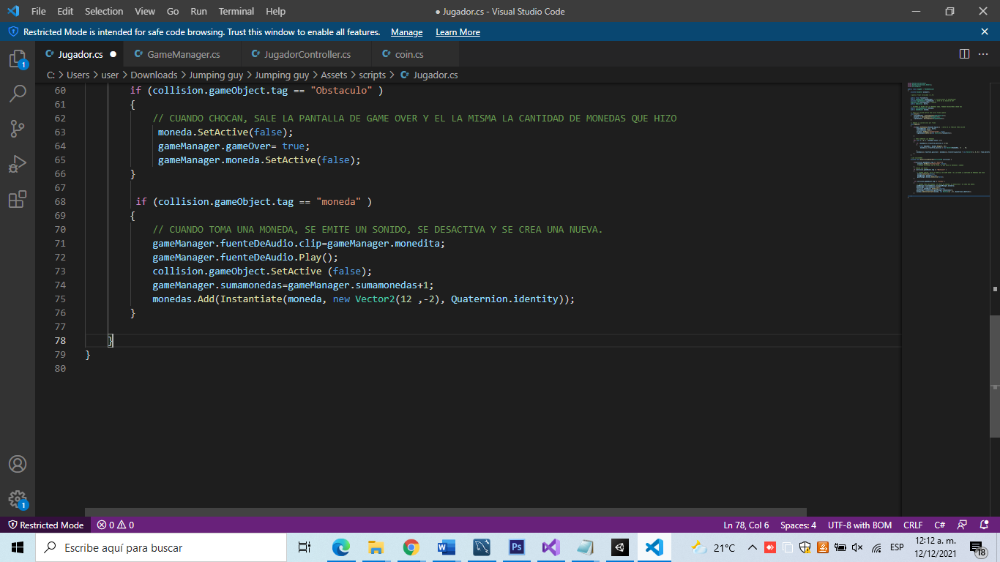 File Edit Selection View Go Run Terminal Help
● Jugador.cs - Visual Studio Code
Restricted Mode is intended for safe code browsing. Trust this window to enable all features. Manage Learn More
Jugador.cs GameManager.cs JugadorController.cs coin.cs
C: > Users > user > Downloads > Jumping guy > Jumping guy > Assets > scripts > Jugador.cs
60 if (collision.gameObject.tag == "Obstaculo" )
61 {
62 // CUANDO CHOCAN, SALE LA PANTALLA DE GAME OVER Y EL LA MISMA LA CANTIDAD DE MONEDAS QUE HIZO
63 moneda.SetActive(false);
64 gameManager.gameOver= true;
65 gameManager.moneda.SetActive(false);
66 }
67
68 if (collision.gameObject.tag == "moneda" )
69 {
70 // CUANDO TOMA UNA MONEDA, SE EMITE UN SONIDO, SE DESACTIVA Y SE CREA UNA NUEVA.
71 gameManager.fuenteDeAudio.clip=gameManager.monedita;
72 gameManager.fuenteDeAudio.Play();
73 collision.gameObject.SetActive (false);
74 gameManager.sumamonedas=gameManager.sumamonedas+1;
75 monedas.Add(Instantiate(moneda, new Vector2(12 ,-2), Quaternion.identity));
76 }
77
78 }
79 }
80
1
1
Restricted Mode 0 0 Ln 78, Col 6 Spaces: 4 UTF-8 with BOM CRLF C#
Escribe aquí para buscar
Ps
21°C
ESP
12:12 a. m.
12/12/2021
18